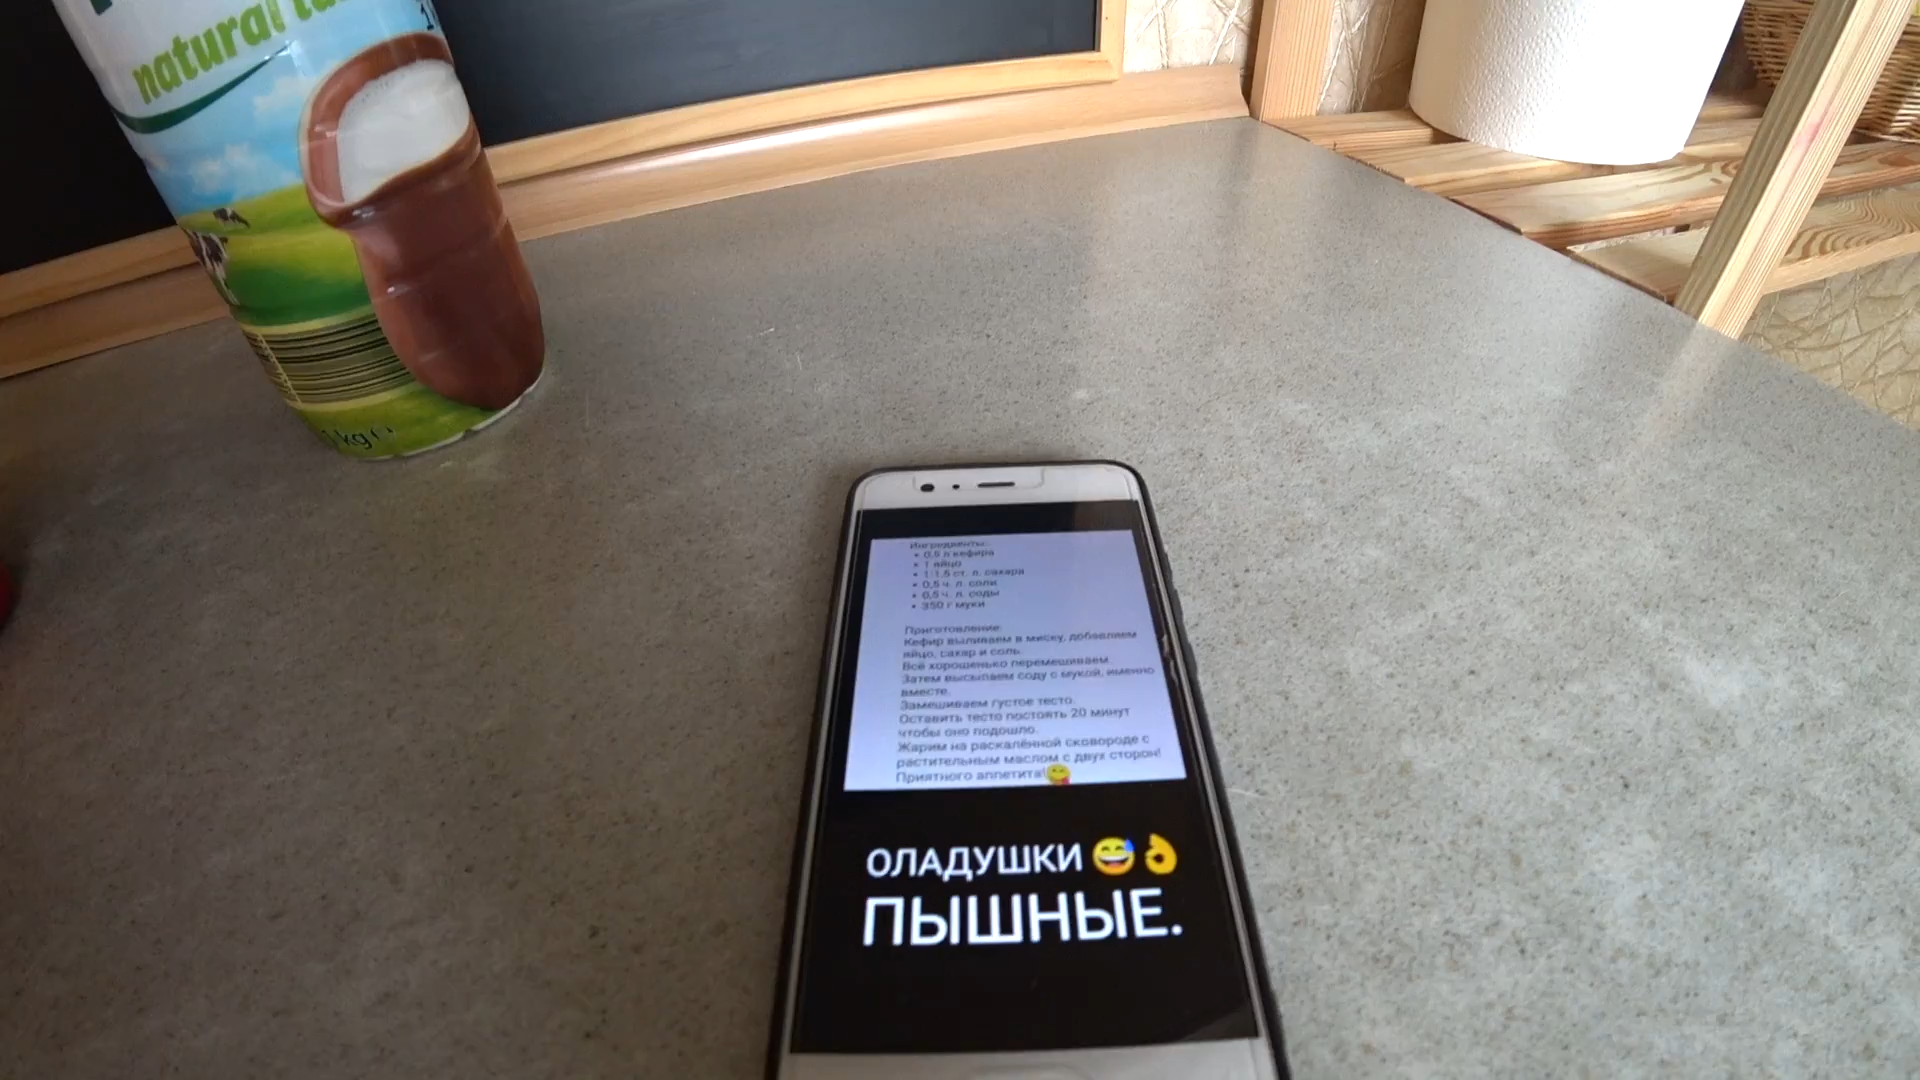 natural
1 kg
Ингредиенты:
• 0,5 л кефира
• 1 яйцо
• 1-1,5 ст. л. сахара
• 0,5 ч. л. соли
• 0,5 ч. л. соды
• 350 г муки
Приготовление:
Кефир выливаем в миску, добавляем
яйцо, сахар и соль.
Всё хорошенько перемешиваем.
Затем высыпаем соду с мукой, именно
вместе.
Замешиваем густое тесто.
Оставить тесто постоять 20 минут
чтобы оно подошло.
Жарим на раскалённой сковороде с
растительным маслом с двух сторон!
Приятного аппетита!😋
ОЛАДУШКИ 😅👌
ПЫШНЫЕ.